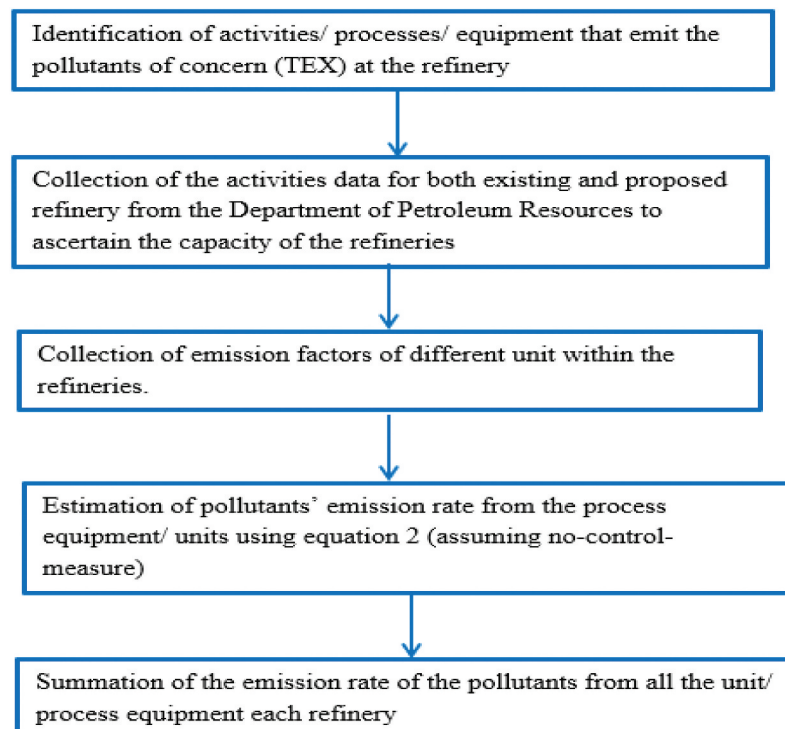 Identification of activities/ processes/ equipment that emit the
pollutants of concern (TEX) at the refinery
Collection of the activities data for both existing and proposed
refinery from the Department of Petroleum Resources to
ascertain the capacity of the refineries
Collection of emission factors of different unit within the
refineries.
Estimation of pollutants’ emission rate from the process
equipment/ units using equation 2 (assuming no-control-
measure)
Summation of the emission rate of the pollutants from all the unit/
process equipment each refinery